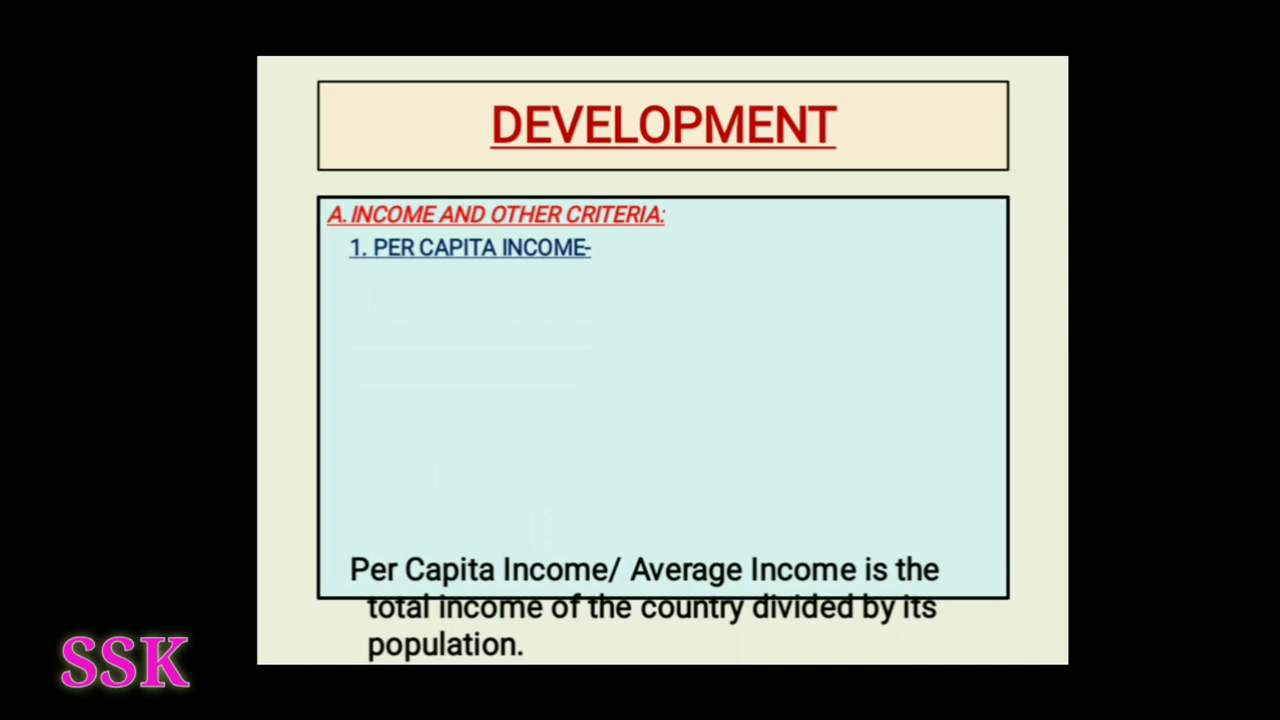 DEVELOPMENT
A. INCOME AND OTHER CRITERIA:
1. PER CAPITA INCOME-
Per Capita Income/ Average Income is the
total income of the country divided by its
population.
SSK